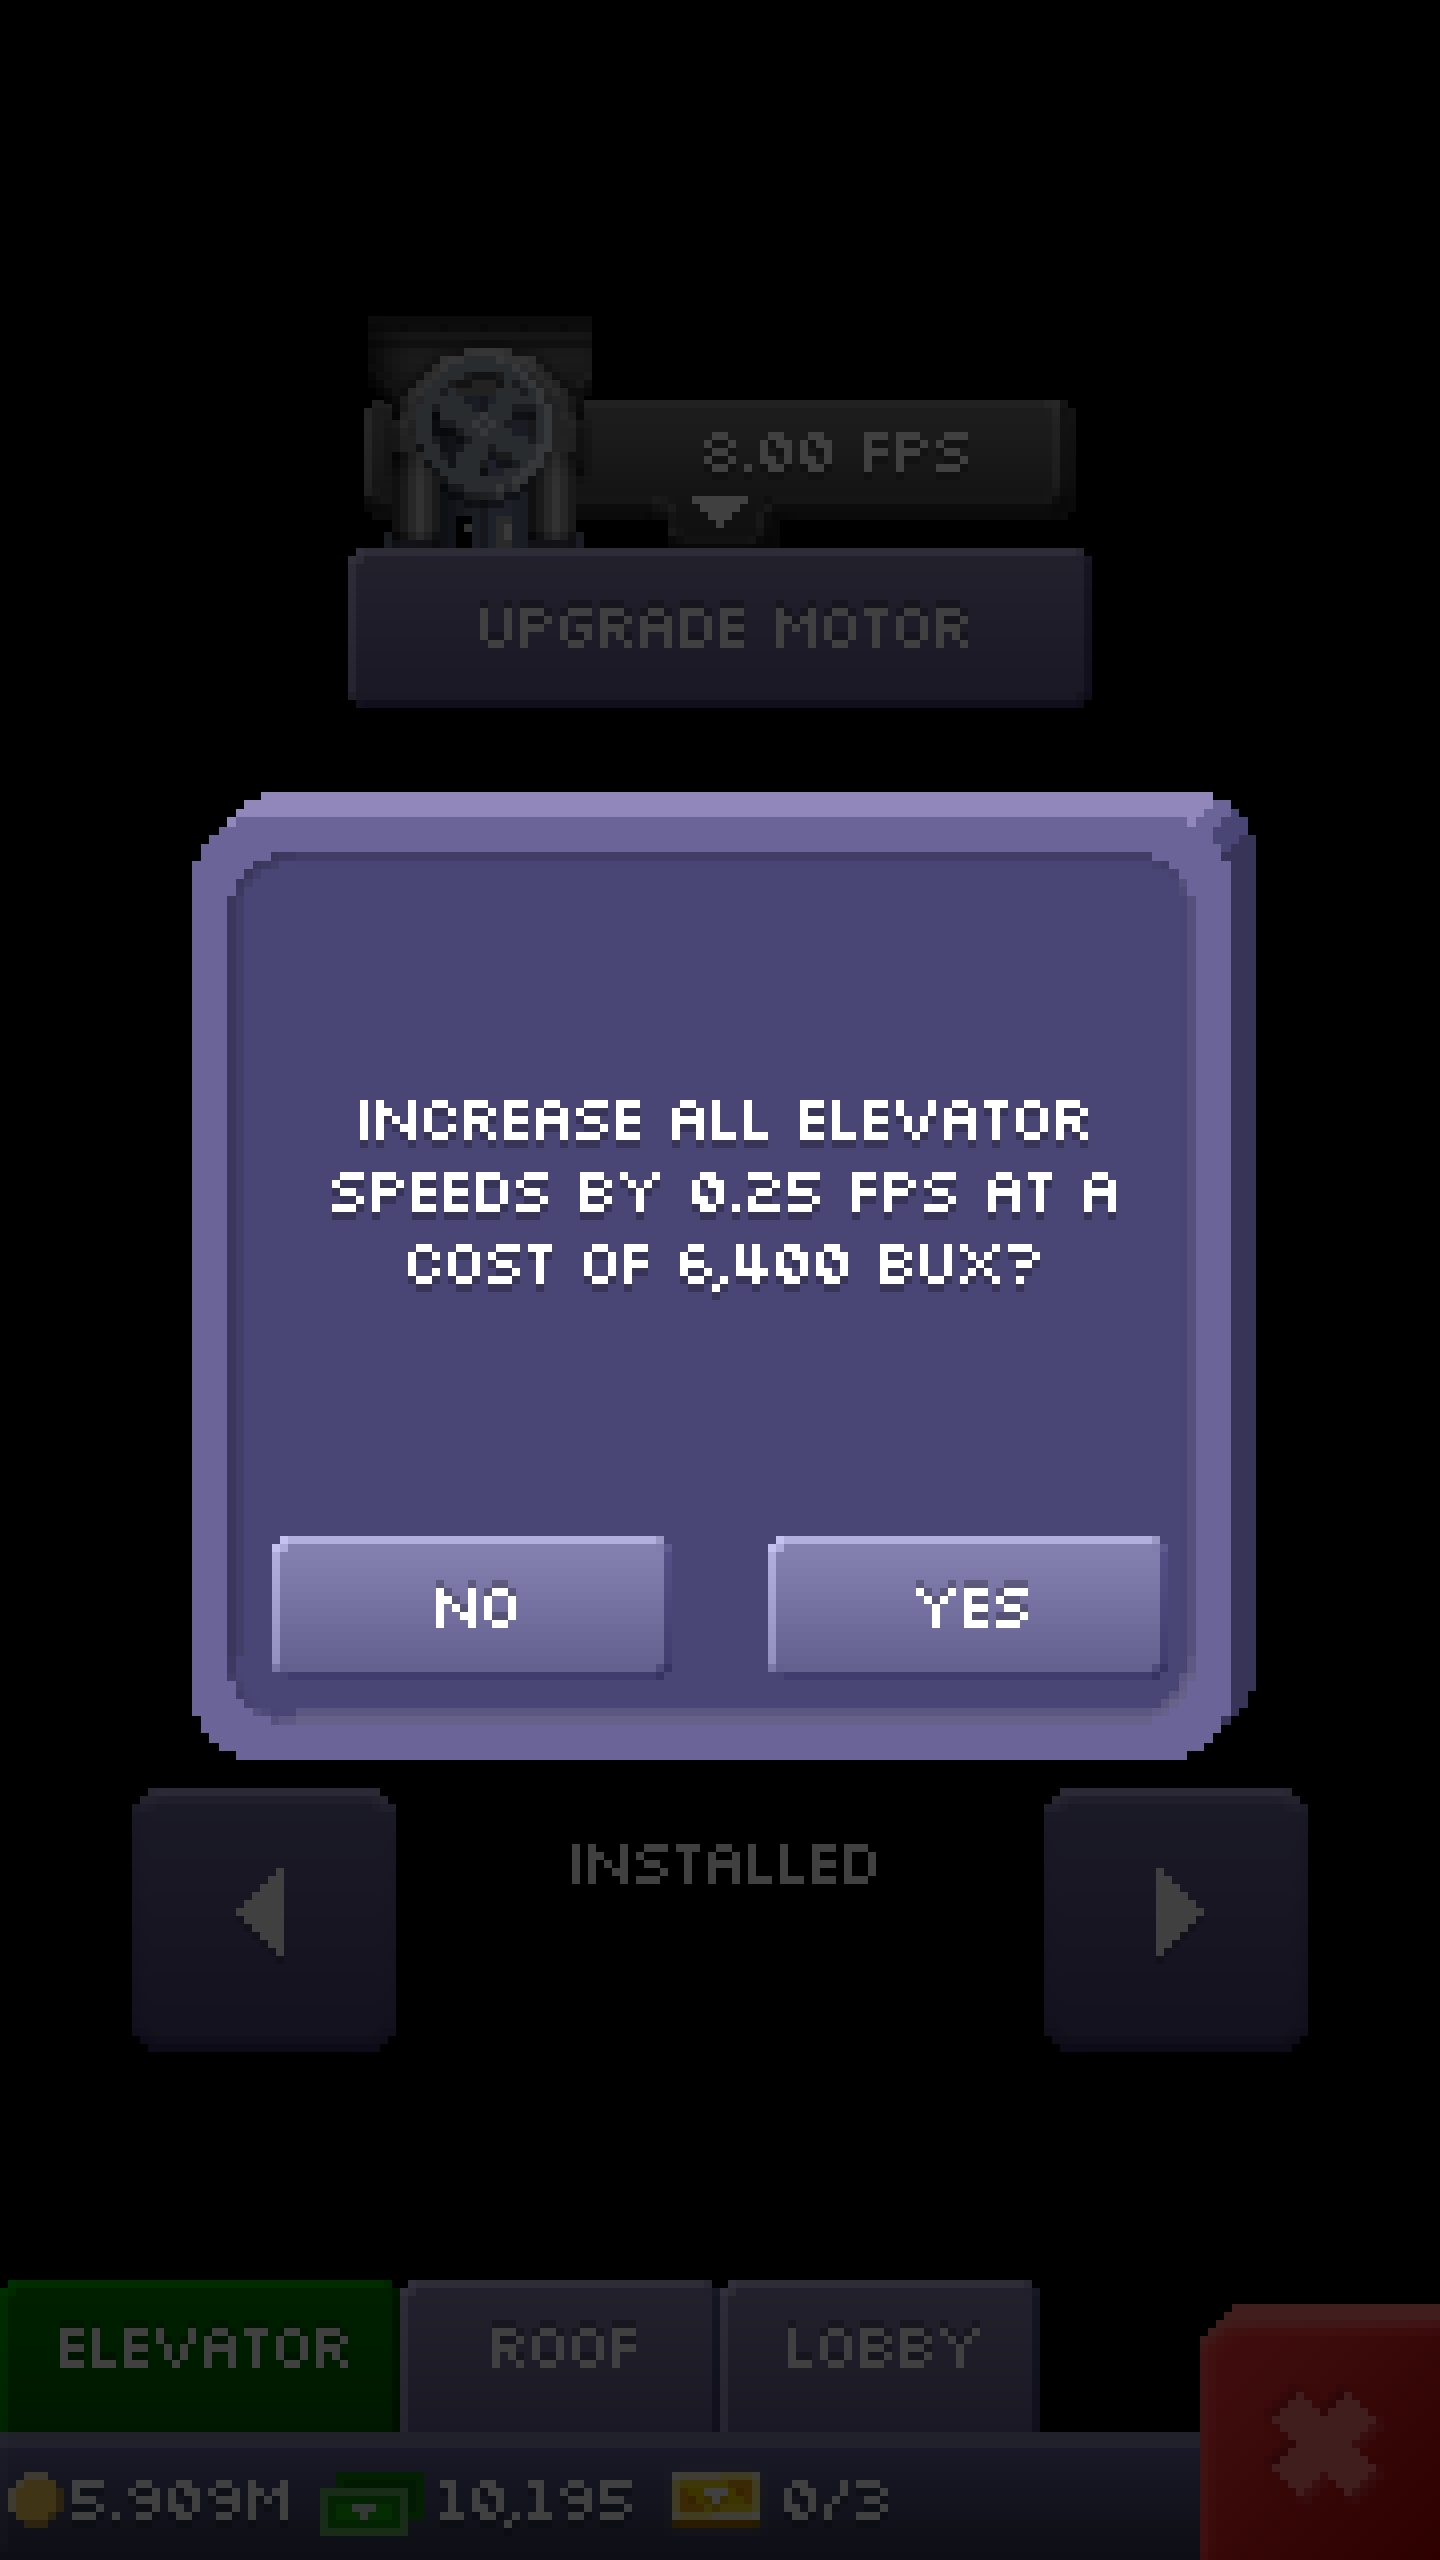 8.00 FPS
UPGRADE MOTOR
INCREASE ALL ELEVATOR
SPEEDS BY 0.25 FPS AT A
COST OF 6,400 BUX?
NO
YES
INSTALLED
ELEVATOR
ROOF
LOBBY
5.909M
10,195
0/3